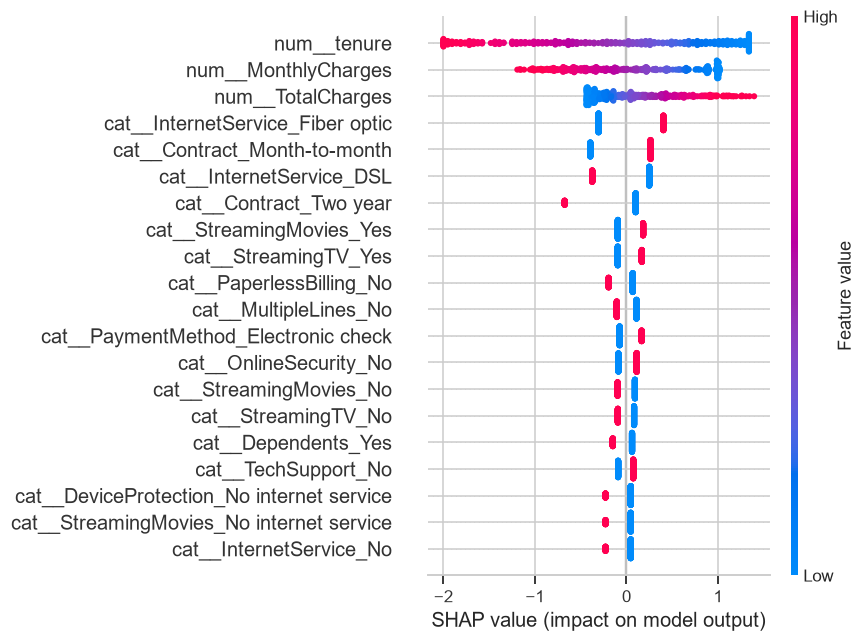 High
num__tenure
num__MonthlyCharges
num__TotalCharges
cat__InternetService_Fiber optic
cat__Contract_Month-to-month
cat__InternetService_DSL
cat__Contract_Two year
cat__StreamingMovies_Yes
cat__StreamingTV_Yes
cat__PaperlessBilling_No
cat__MultipleLines_No
cat__PaymentMethod_Electronic check
cat__OnlineSecurity_No
cat__StreamingMovies_No
cat__StreamingTV_No
cat__Dependents_Yes
cat__TechSupport_No
cat__DeviceProtection_No internet service
cat__StreamingMovies_No internet service
cat__InternetService_No
Feature value
Low
−2 −1 0 1
SHAP value (impact on model output)